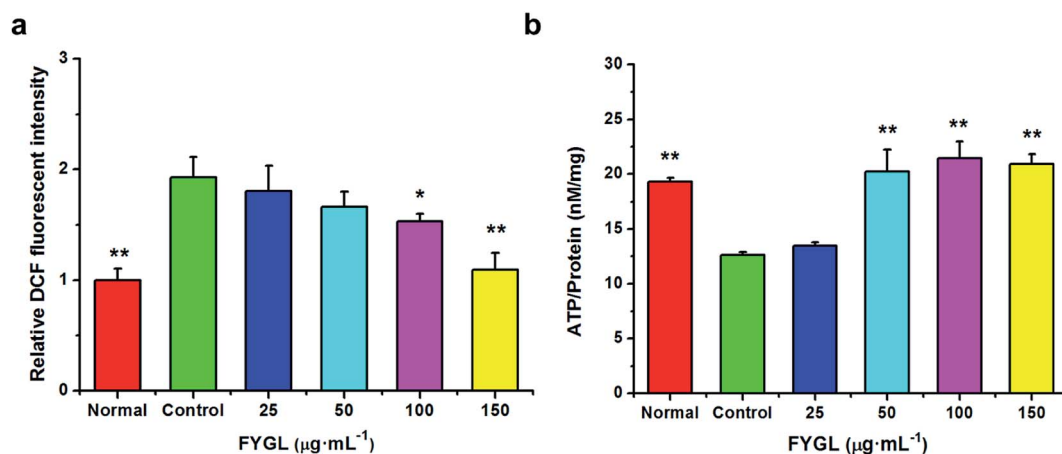 a
Relative DCF fluorescent intensity
3
2
1
0
**
*
**
Normal Control 25 50 100 150
FYGL (µg·mL⁻¹)
b
ATP/Protein (nM/mg)
30
25
20
15
10
5
0
**
**
**
**
Normal Control 25 50 100 150
FYGL (µg·mL⁻¹)